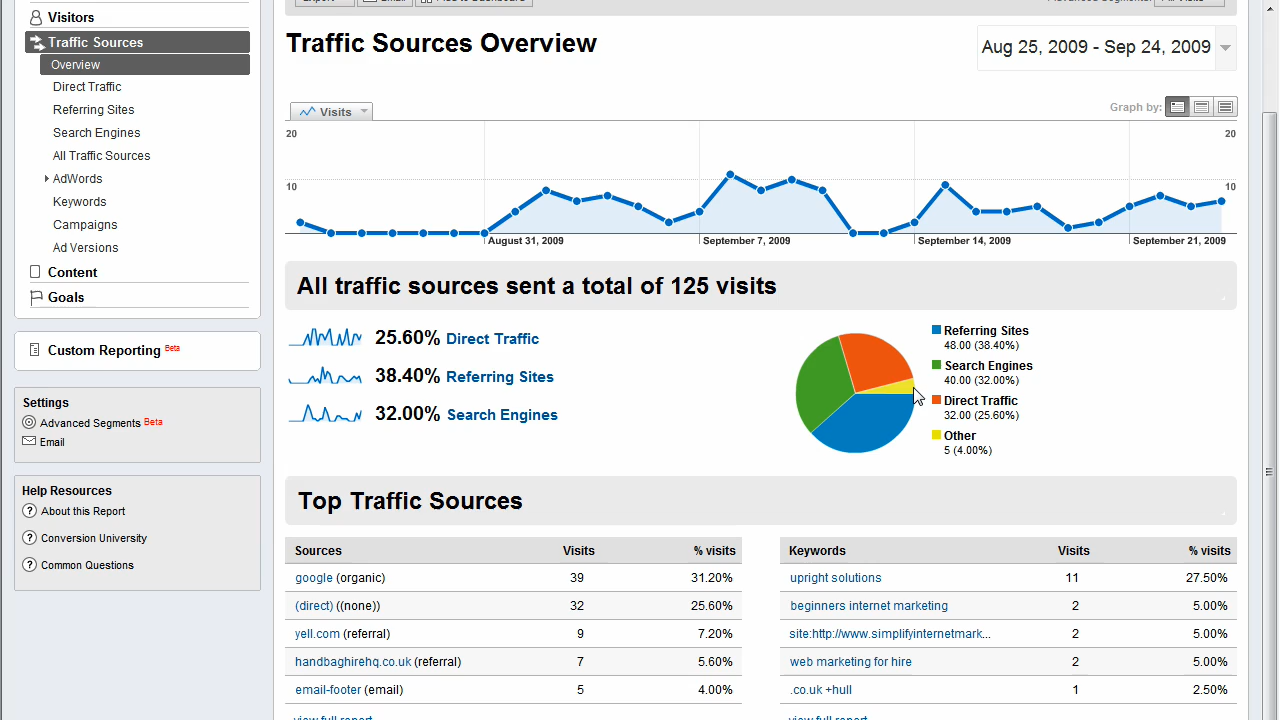 Visitors
Traffic Sources
Overview
Direct Traffic
Referring Sites
Search Engines
All Traffic Sources
AdWords
Keywords
Campaigns
Ad Versions
Content
Goals
Custom Reporting Beta
Settings
Advanced Segments Beta
Email
Help Resources
? About this Report
? Conversion University
? Common Questions
Traffic Sources Overview
Aug 25, 2009 - Sep 24, 2009
Visits
Graph by:
20 20
10 10
August 31, 2009 September 7, 2009 September 14, 2009 September 21, 2009
All traffic sources sent a total of 125 visits
25.60% Direct Traffic
38.40% Referring Sites
32.00% Search Engines
Referring Sites
48.00 (38.40%)
Search Engines
40.00 (32.00%)
Direct Traffic
32.00 (25.60%)
Other
5 (4.00%)
Top Traffic Sources
Sources Visits % visits
google (organic) 39 31.20%
(direct) ((none)) 32 25.60%
yell.com (referral) 9 7.20%
handbaghirehq.co.uk (referral) 7 5.60%
email-footer (email) 5 4.00%
view full report
Keywords Visits % visits
upright solutions 11 27.50%
beginners internet marketing 2 5.00%
site:http://www.simplifyinternetmark... 2 5.00%
web marketing for hire 2 5.00%
.co.uk +hull 1 2.50%
view full report